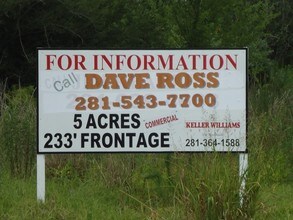 FOR INFORMATION
Call
DAVE ROSS
281-543-7700
5 ACRES
COMMERCIAL
KELLER WILLIAMS
233' FRONTAGE
281-364-1588